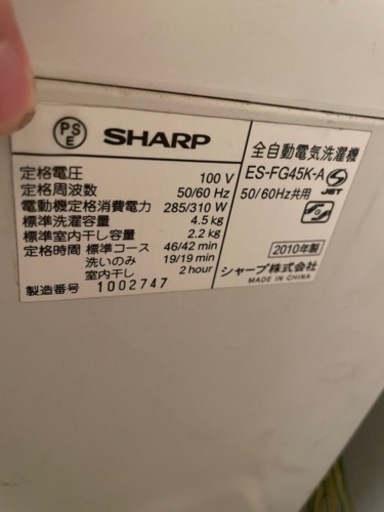 PSE SHARP
全自動電気洗濯機
ES-FG45K-A
50/60Hz共用
JET
定格電圧 100 V
定格周波数 50/60 Hz
電動機定格消費電力 285/310 W
標準洗濯容量 4.5 kg
標準室内干し容量 2.2 kg
定格時間 標準コース 46/42 min
洗いのみ 19/19 min
室内干し 2 hour
製造番号 1002747
2010年製
シャープ株式会社
MADE IN CHINA